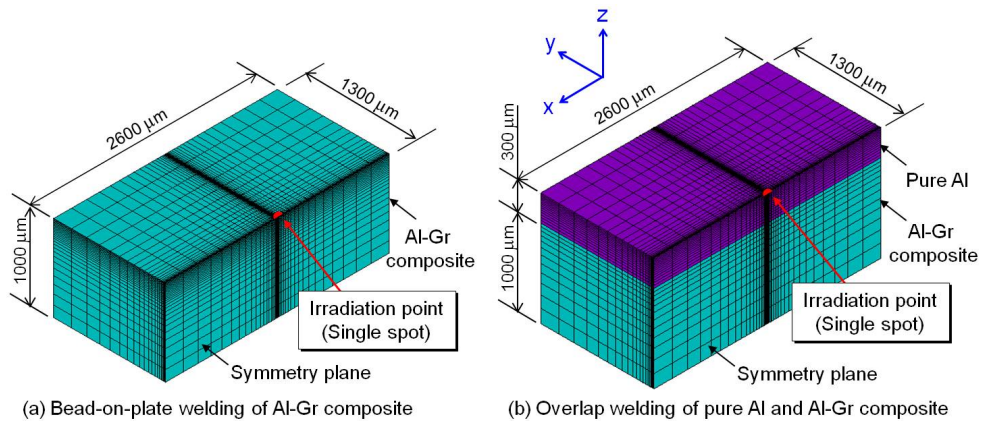 2600 µm
1300 µm
1000 µm
Al-Gr
composite
Irradiation point
(Single spot)
Symmetry plane
(a) Bead-on-plate welding of Al-Gr composite
z
y
x
2600 µm
1300 µm
300 µm
1000 µm
Pure Al
Al-Gr
composite
Irradiation point
(Single spot)
Symmetry plane
(b) Overlap welding of pure Al and Al-Gr composite